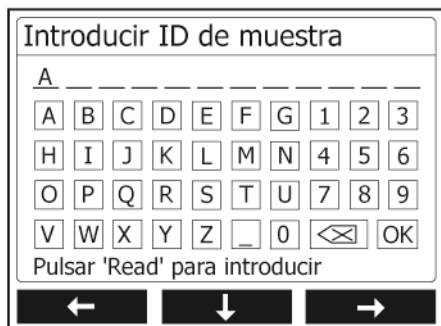 Introducir ID de muestra
A _ _ _ _ _ _ _ _ _
A B C D E F G 1 2 3
H I J K L M N 4 5 6
O P Q R S T U 7 8 9
V W X Y Z _ 0 ⌫ OK
Pulsar 'Read' para introducir
← ↓ →